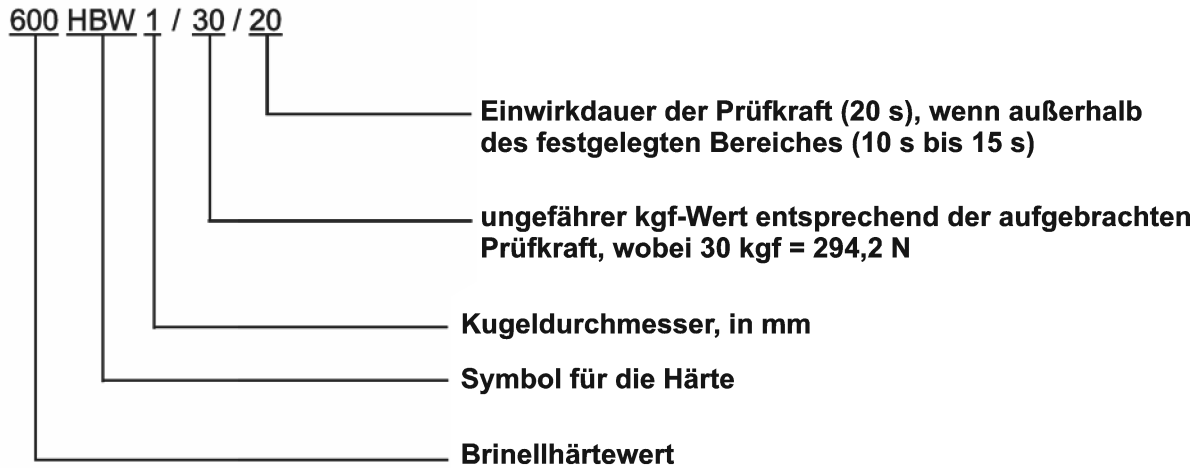 600 HBW 1 / 30 / 20
Einwirkdauer der Prüfkraft (20 s), wenn außerhalb
des festgelegten Bereiches (10 s bis 15 s)
ungefährer kgf-Wert entsprechend der aufgebrachten
Prüfkraft, wobei 30 kgf = 294,2 N
Kugeldurchmesser, in mm
Symbol für die Härte
Brinellhärtewert